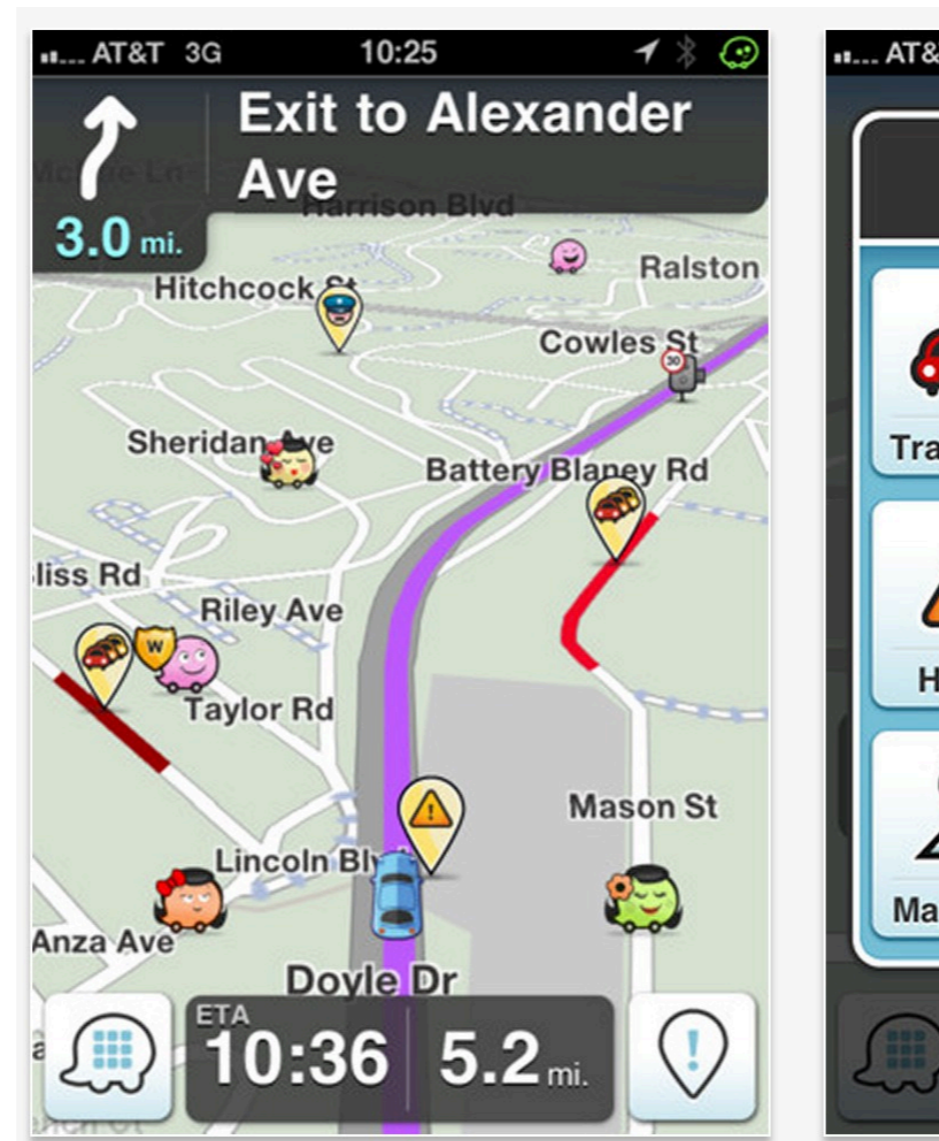 AT&T 3G 10:25
Exit to Alexander
Ave
3.0 mi.
Harrison Blvd
Ralston
Hitchcock St
Cowles St
30
Sheridan Ave
Battery Blaney Rd
liss Rd
Riley Ave
W
Taylor Rd
!
Mason St
Lincoln Blv
Anza Ave
Doyle Dr
ETA
10:36 5.2 mi.
!
AT&
Tra
H
Ma